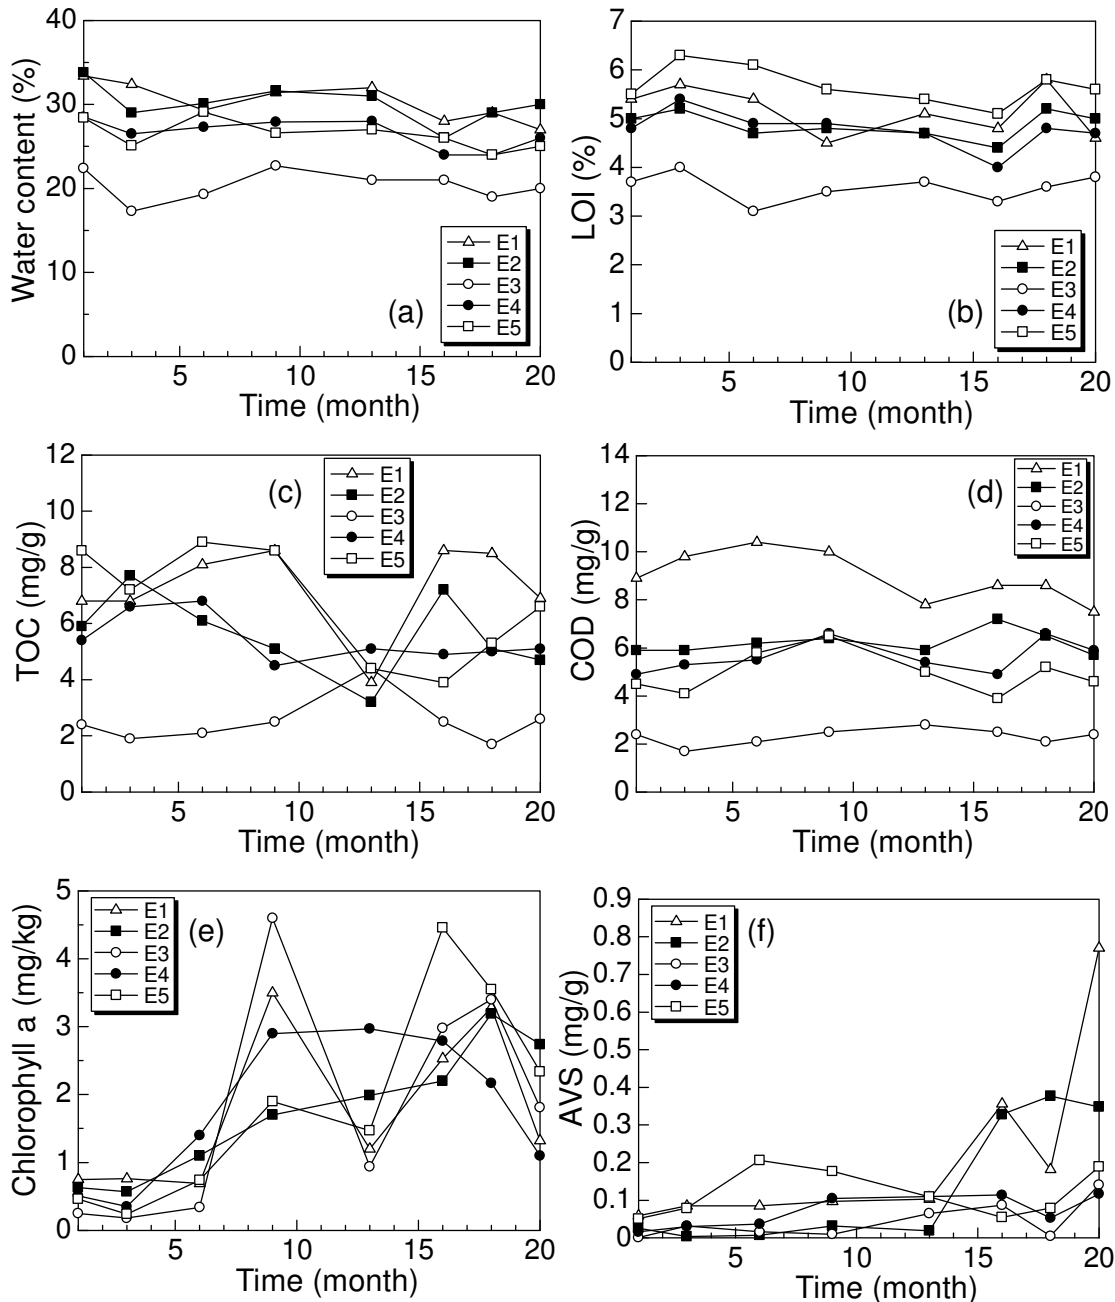 40
30
20
10
0
Water content (%)
E1
E2
E3
E4
E5
(a)
5
10
15
20
Time (month)
7
6
5
4
3
2
1
0
LOI (%)
E1
E2
E3
E4
E5
(b)
5
10
15
20
Time (month)
12
10
8
6
4
2
0
TOC (mg/g)
(c)
E1
E2
E3
E4
E5
5
10
15
20
Time (month)
14
12
10
8
6
4
2
0
COD (mg/g)
(d)
E1
E2
E3
E4
E5
5
10
15
20
Time (month)
5
4
3
2
1
0
Chlorophyll a (mg/kg)
E1
E2
E3
E4
E5
(e)
5
10
15
20
Time (month)
0.9
0.8
0.7
0.6
0.5
0.4
0.3
0.2
0.1
0
AVS (mg/g)
E1
E2
E3
E4
E5
(f)
5
10
15
20
Time (month)